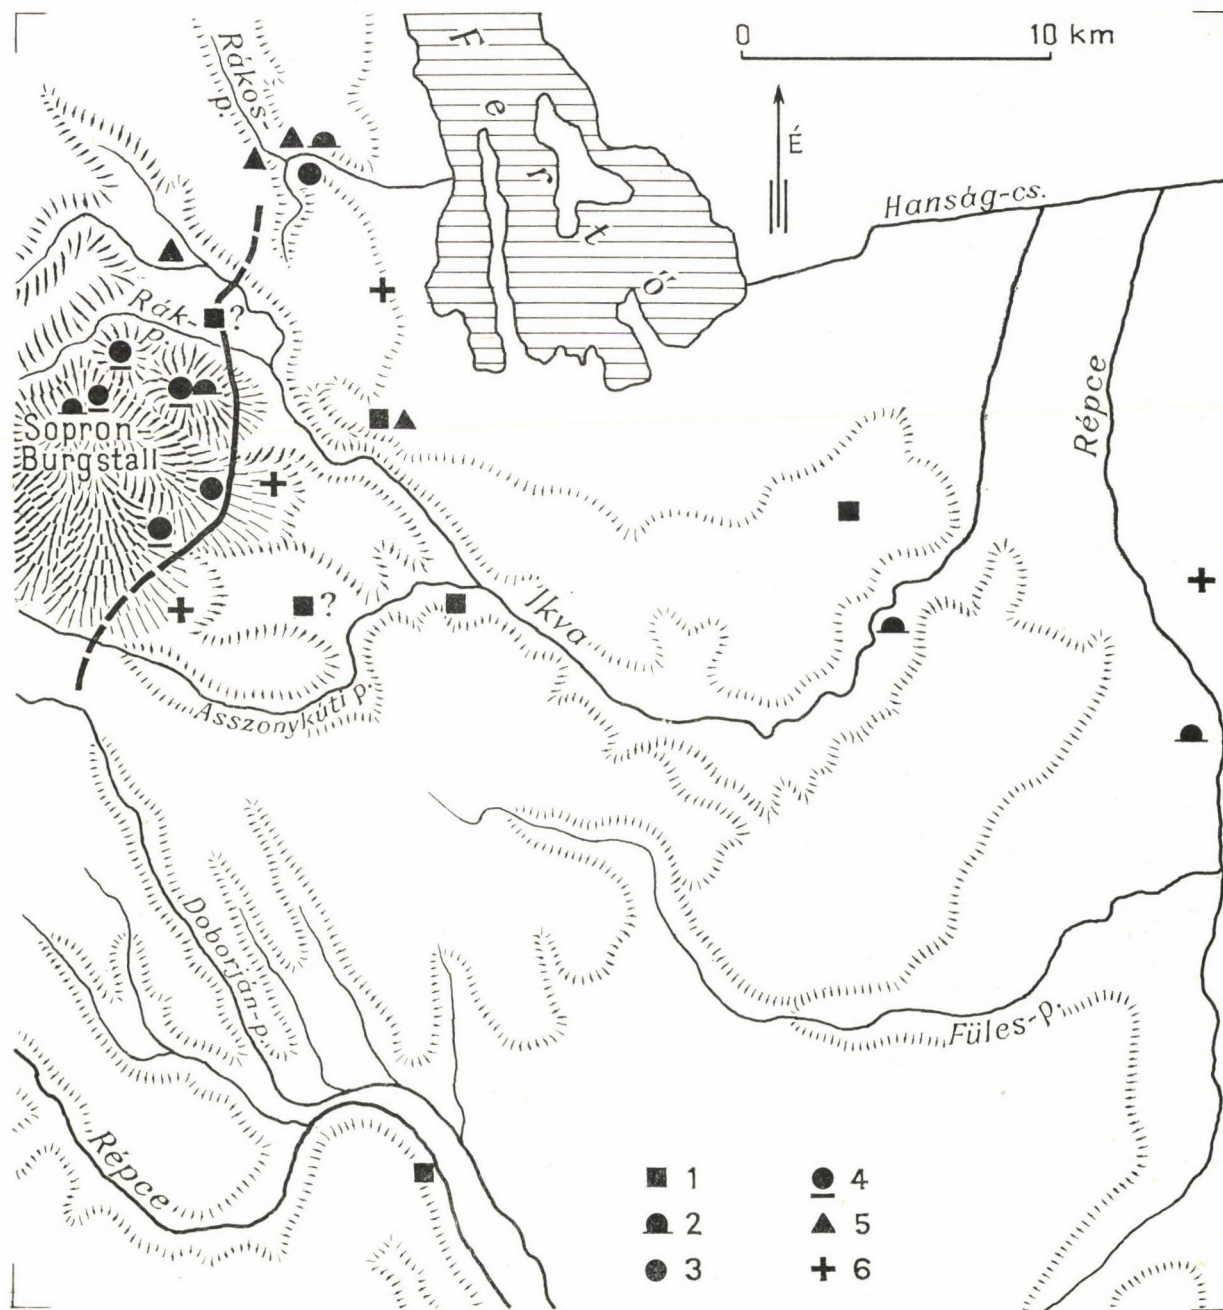 Rákos-
p.
Fertő
0 10 km
É
Hanság-cs.
Rák-
p.
?
Répce
Sopron
Burgstall
?
Ikva
Asszonykúti p.
Doborján-p.
Füles-p.
Répce
1
2
3
4
5
6